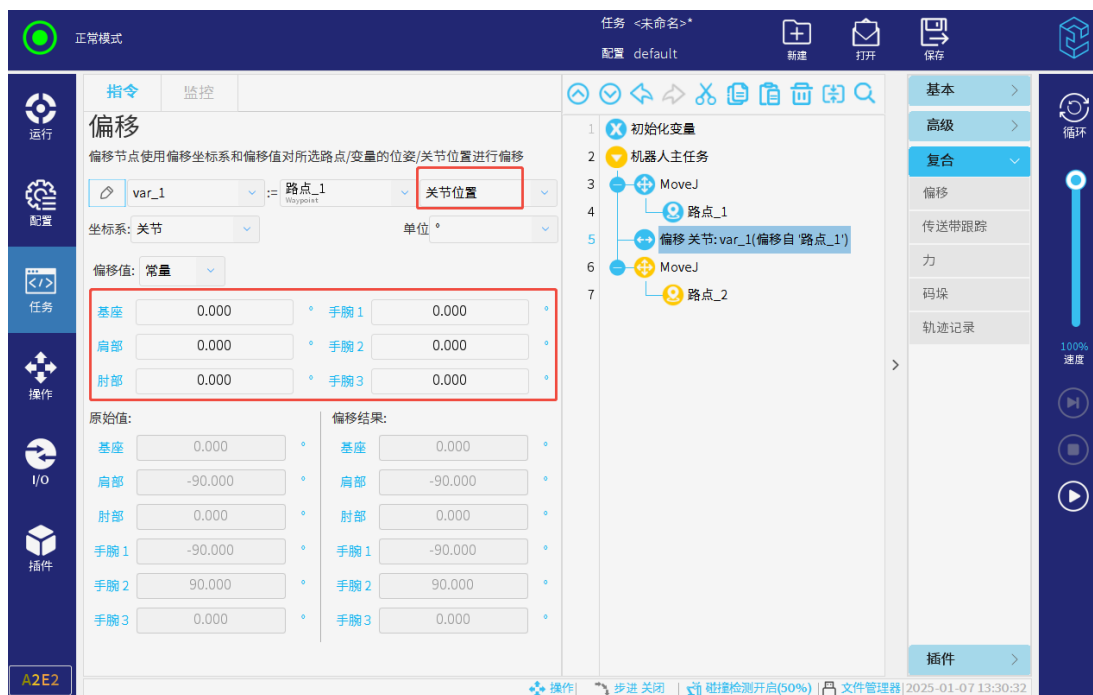 正常模式
任务 <未命名>*
配置 default
新建
打开
保存
运行
配置
任务
操作
I/O
插件
A2E2
指令 监控
偏移
偏移节点使用偏移坐标系和偏移值对所选路点/变量的位姿/关节位置进行偏移
var_1 := 路点_1 关节位置
Waypoint
坐标系: 关节 单位 °
偏移值: 常量
基座 0.000 ° 手腕 1 0.000 °
肩部 0.000 ° 手腕 2 0.000 °
肘部 0.000 ° 手腕 3 0.000 °
原始值: 偏移结果:
基座 0.000 ° 基座 0.000 °
肩部 -90.000 ° 肩部 -90.000 °
肘部 0.000 ° 肘部 0.000 °
手腕 1 -90.000 ° 手腕 1 -90.000 °
手腕 2 90.000 ° 手腕 2 90.000 °
手腕 3 0.000 ° 手腕 3 0.000 °
1 初始化变量
2 机器人主任务
3 MoveJ
4 路点_1
5 偏移 关节: var_1(偏移自 '路点_1')
6 MoveJ
7 路点_2
基本
高级
复合
偏移
传送带跟踪
力
码垛
轨迹记录
插件
循环
100%
速度
操作| 步进 关闭 | 碰撞检测开启(50%) | 文件管理器|2025-01-07 13:30:32